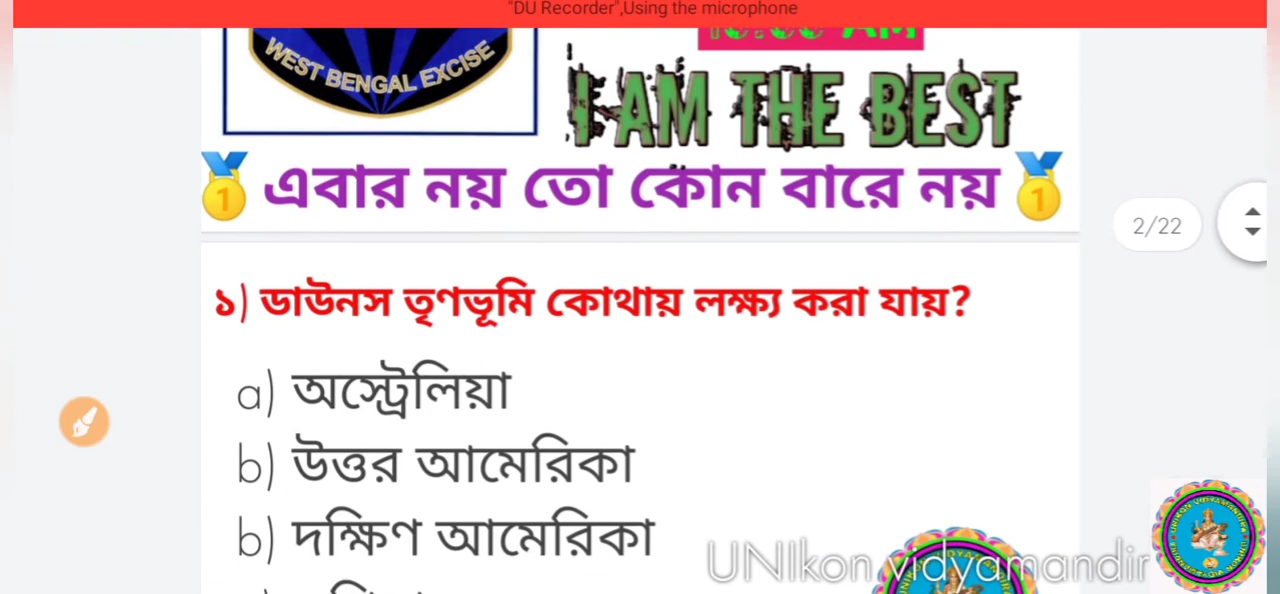 "DU Recorder",Using the microphone
WEST BENGAL EXCISE
I AM THE BEST
এবার নয় তো কোন বারে নয়
2/22
১) ডাউনস তৃণভূমি কোথায় লক্ষ্য করা যায়?
a) অস্ট্রেলিয়া
b) উত্তর আমেরিকা
b) দক্ষিণ আমেরিকা
UNIkon vidyamandir